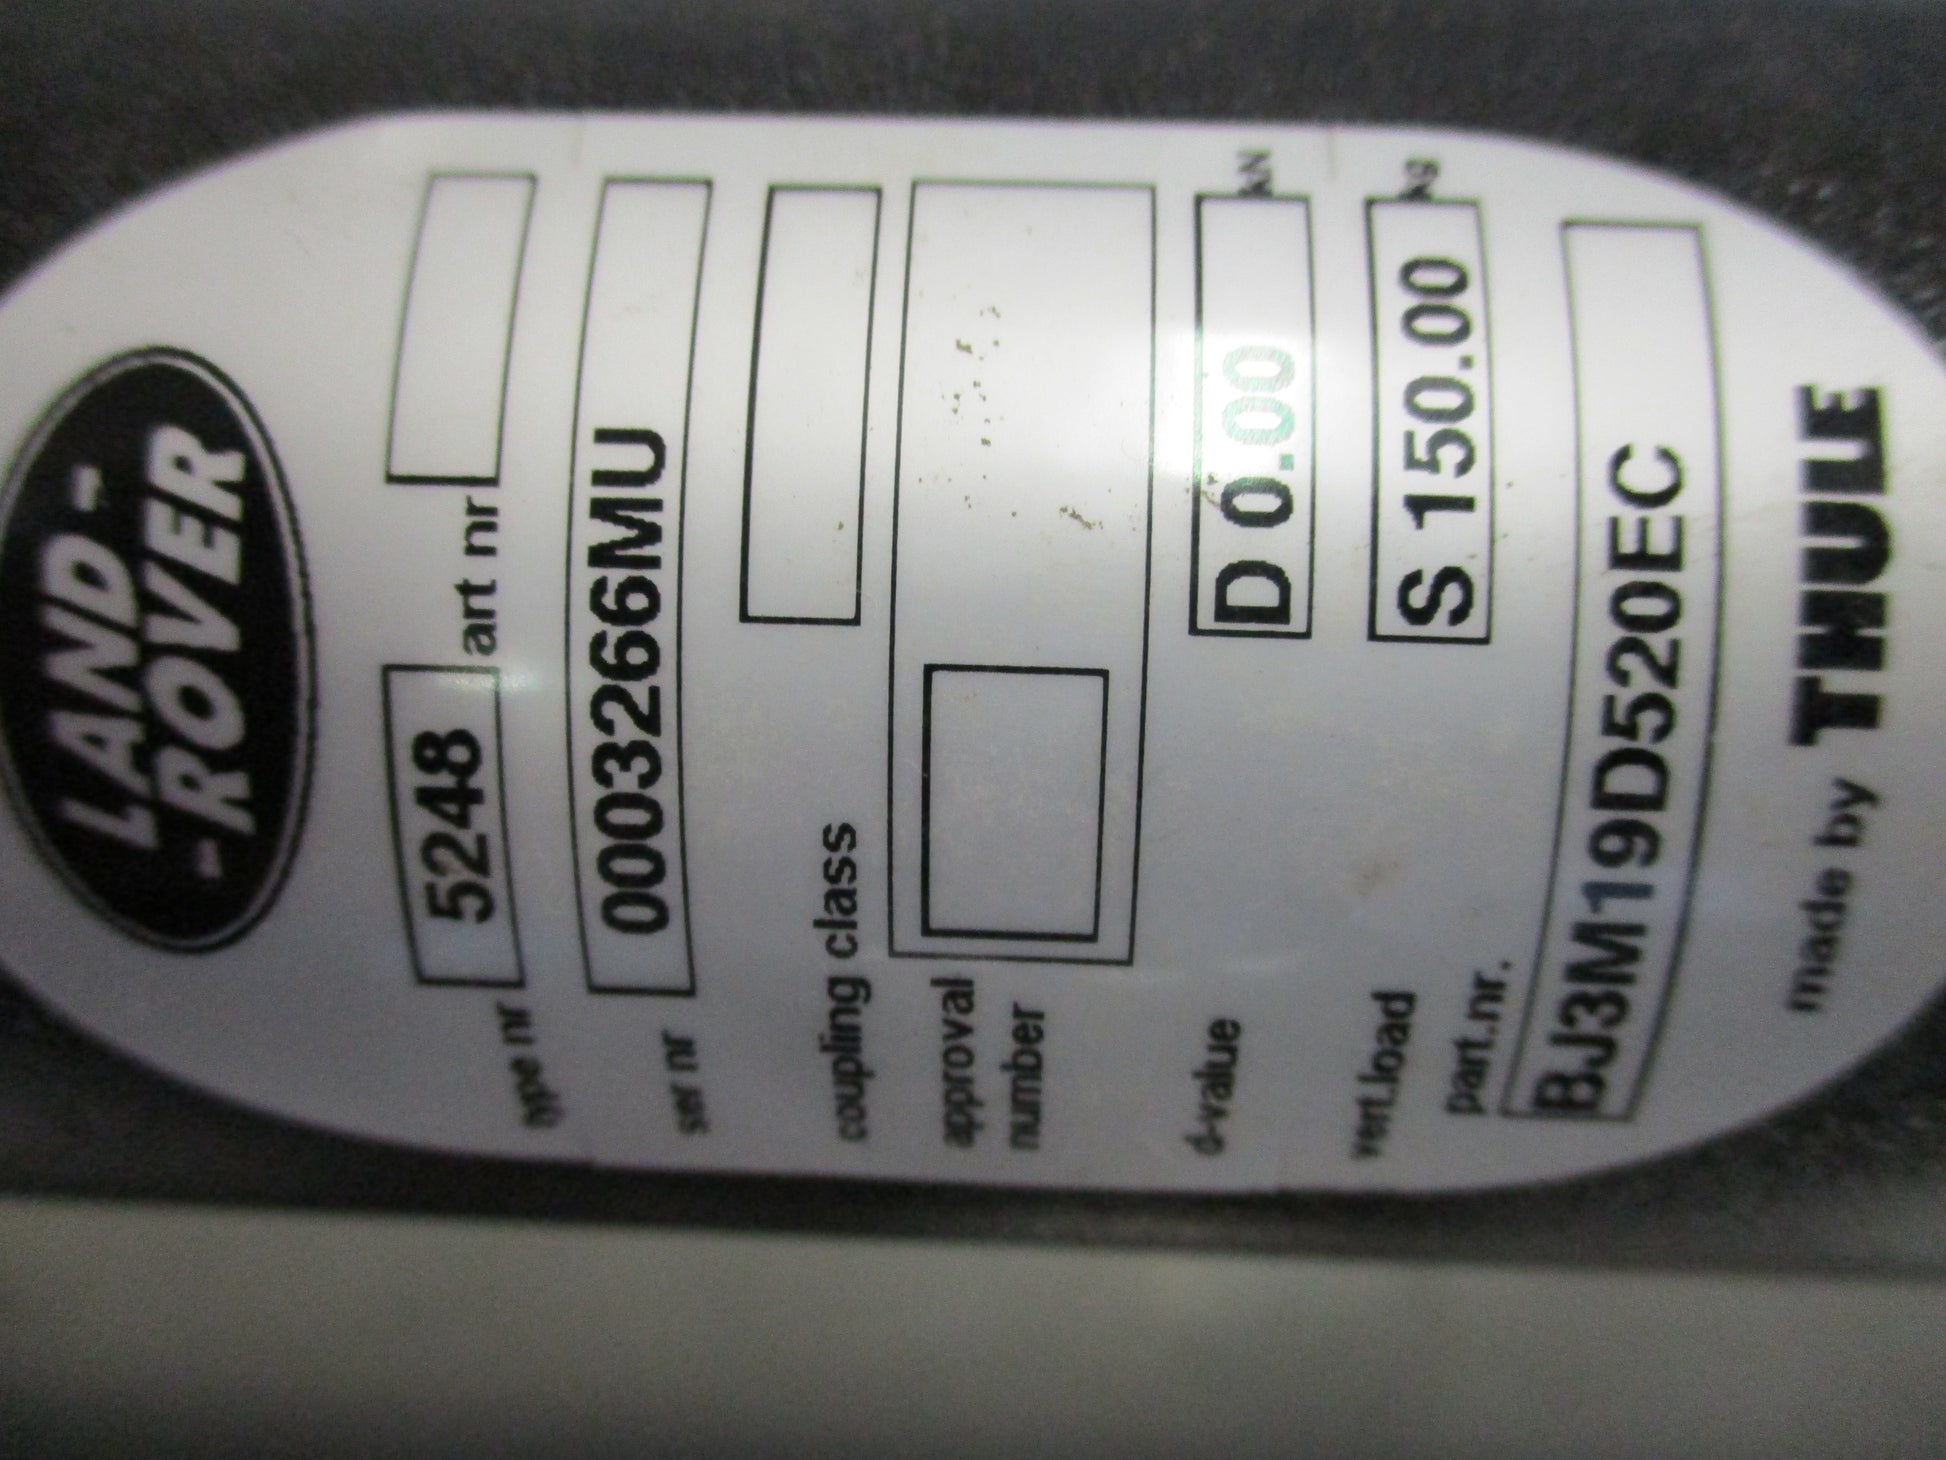 LAND-
-ROVER
type nr 5248 art nr
ser nr 0003266MU
coupling class
approval
number
d-value D 0.00 kN
vert.load S 150.00 kg
part.nr.
BJ3M19D520EC
made by THULE